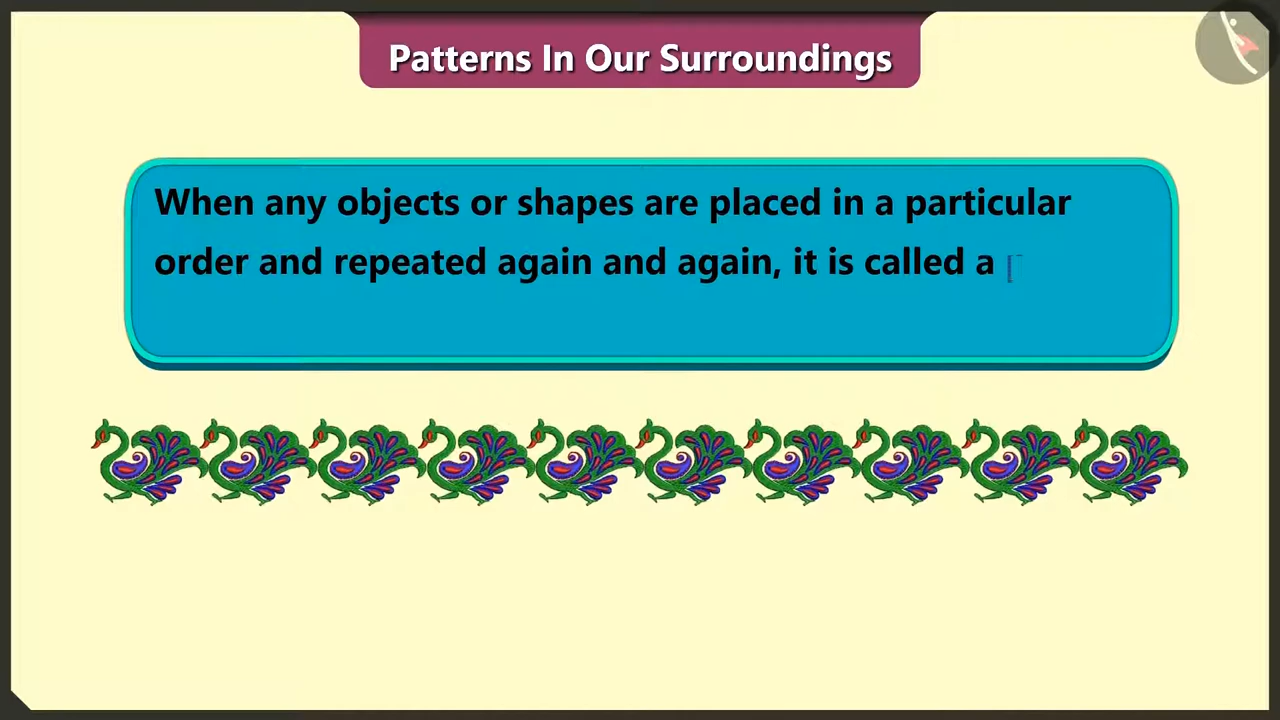 Patterns In Our Surroundings
When any objects or shapes are placed in a particular
order and repeated again and again, it is called a